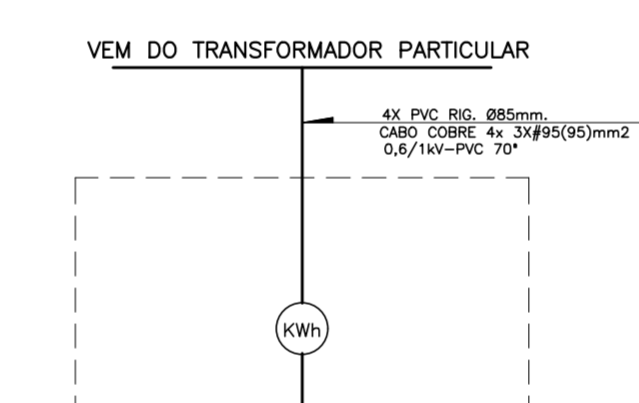 VEM DO TRANSFORMADOR PARTICULAR
4X PVC RIG. Ø85mm.
CABO COBRE 4x 3X#95(95)mm2
0,6/1kV-PVC 70°
KWh